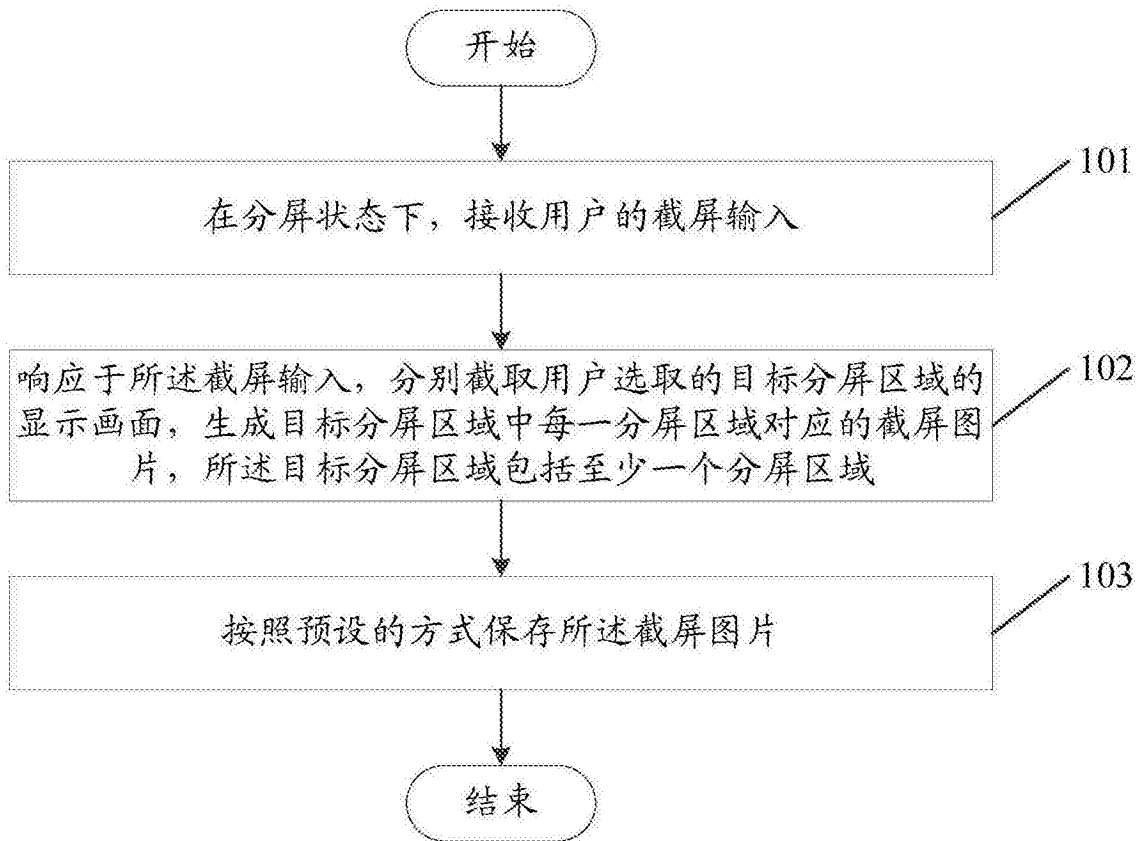 开始
101
在分屏状态下，接收用户的截屏输入
102
响应于所述截屏输入，分别截取用户选取的目标分屏区域的
显示画面，生成目标分屏区域中每一分屏区域对应的截屏图
片，所述目标分屏区域包括至少一个分屏区域
103
按照预设的方式保存所述截屏图片
结束